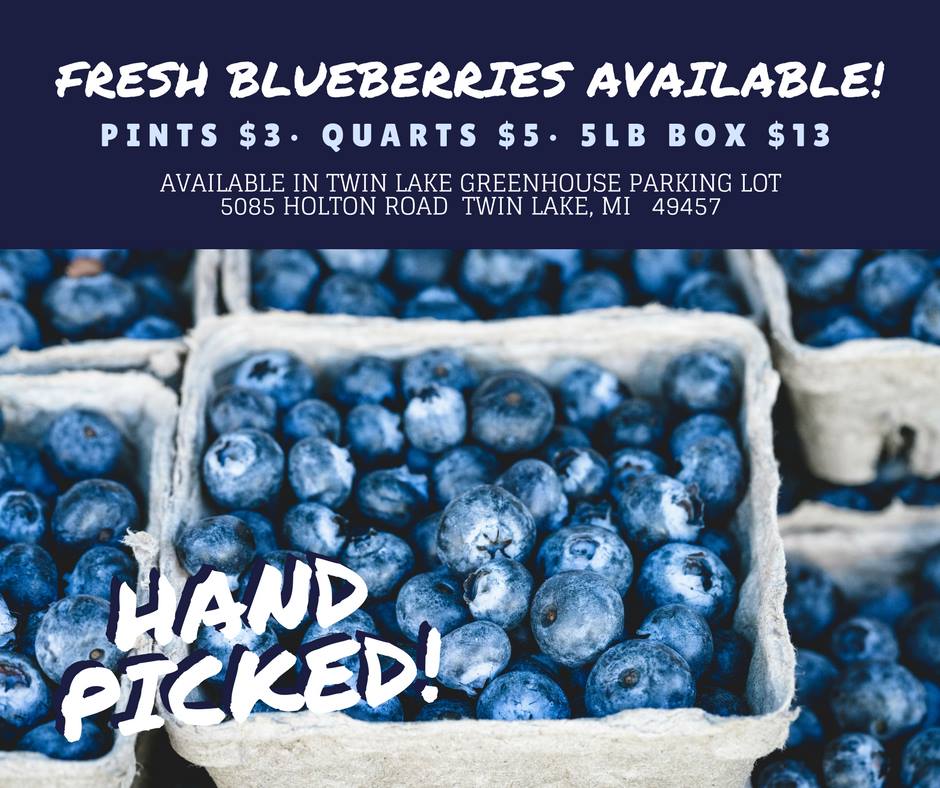 FRESH BLUEBERRIES AVAILABLE!
PINTS $3· QUARTS $5· 5LB BOX $13
AVAILABLE IN TWIN LAKE GREENHOUSE PARKING LOT
5085 HOLTON ROAD  TWIN LAKE, MI   49457
HAND
PICKED!